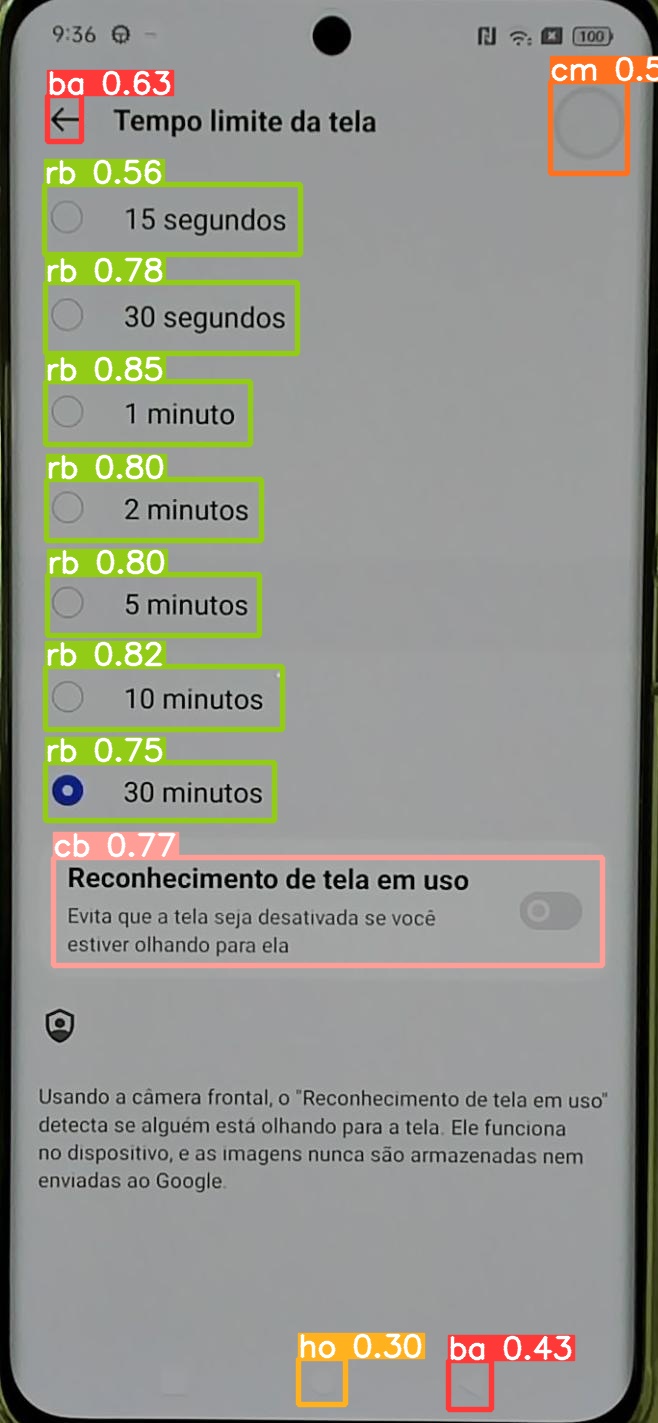 9:36
100
ba 0.63
cm 0.5
Tempo limite da tela
rb 0.56
15 segundos
rb 0.78
30 segundos
rb 0.85
1 minuto
rb 0.80
2 minutos
rb 0.80
5 minutos
rb 0.82
10 minutos
rb 0.75
30 minutos
cb 0.77
Reconhecimento de tela em uso
Evita que a tela seja desativada se você
estiver olhando para ela
Usando a câmera frontal, o "Reconhecimento de tela em uso"
detecta se alguém está olhando para a tela. Ele funciona
no dispositivo, e as imagens nunca são armazenadas nem
enviadas ao Google.
ho 0.30
ba 0.43